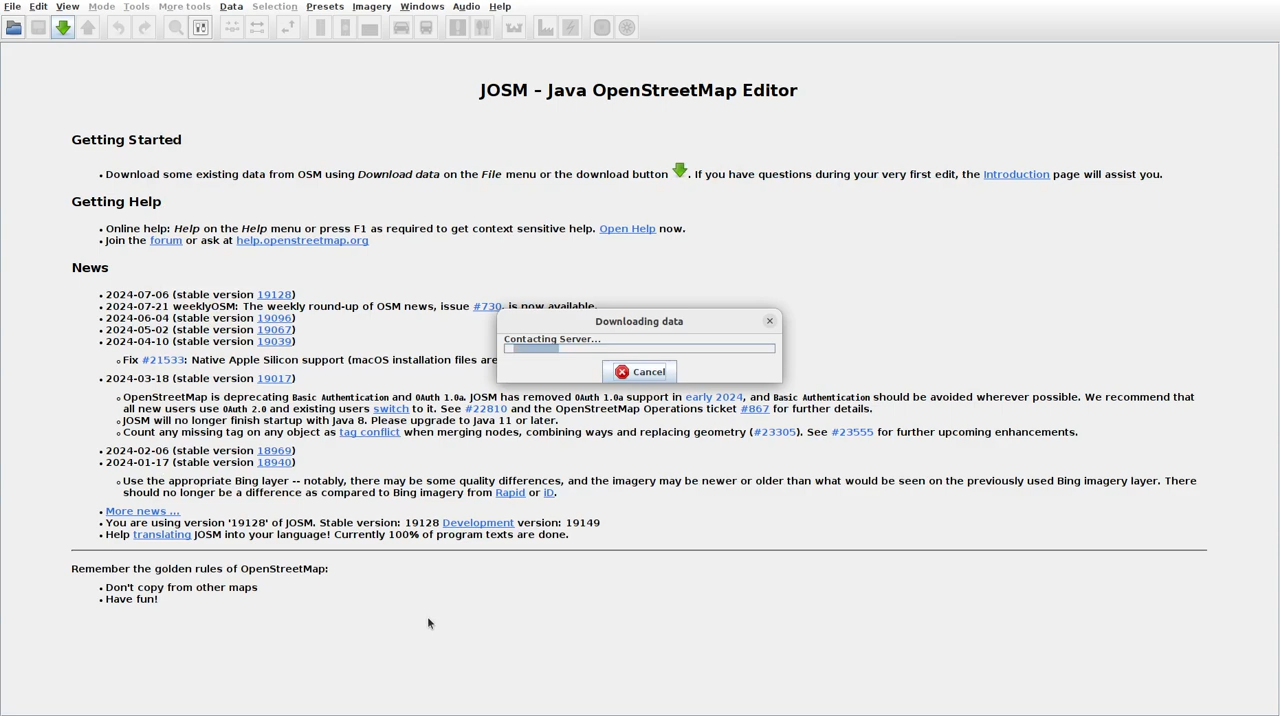 File Edit View Mode Tools More tools Data Selection Presets Imagery Windows Audio Help
JOSM – Java OpenStreetMap Editor
Getting Started
• Download some existing data from OSM using Download data on the File menu or the download button . If you have questions during your very first edit, the Introduction page will assist you.
Getting Help
• Online help: Help on the Help menu or press F1 as required to get context sensitive help. Open Help now.
• Join the forum or ask at help.openstreetmap.org
News
• 2024-07-06 (stable version 19128)
• 2024-07-21 weeklyOSM: The weekly round-up of OSM news, issue #730, is now available.
• 2024-06-04 (stable version 19096)
• 2024-05-02 (stable version 19067)
• 2024-04-10 (stable version 19039)
Fix #21533: Native Apple Silicon support (macOS installation files are
• 2024-03-18 (stable version 19017)
OpenStreetMap is deprecating Basic Authentication and OAuth 1.0a. JOSM has removed OAuth 1.0a support in early 2024, and Basic Authentication should be avoided wherever possible. We recommend that
all new users use OAuth 2.0 and existing users switch to it. See #22810 and the OpenStreetMap Operations ticket #867 for further details.
JOSM will no longer finish startup with Java 8. Please upgrade to Java 11 or later.
Count any missing tag on any object as tag conflict when merging nodes, combining ways and replacing geometry (#23305). See #23555 for further upcoming enhancements.
• 2024-02-06 (stable version 18969)
• 2024-01-17 (stable version 18940)
Use the appropriate Bing layer -- notably, there may be some quality differences, and the imagery may be newer or older than what would be seen on the previously used Bing imagery layer. There
should no longer be a difference as compared to Bing imagery from Rapid or iD.
• More news ...
• You are using version '19128' of JOSM. Stable version: 19128 Development version: 19149
• Help translating JOSM into your language! Currently 100% of program texts are done.
Remember the golden rules of OpenStreetMap:
• Don't copy from other maps
• Have fun!
Downloading data
Contacting Server...
Cancel